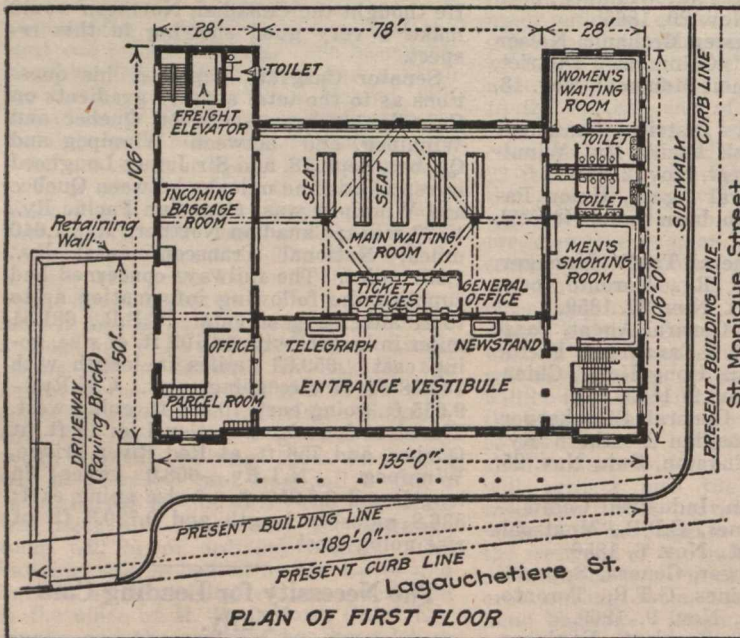 28'
78'
28'
TOILET
FREIGHT
ELEVATOR
WOMEN'S
WAITING
ROOM
TOILET
TOILET
106'
INCOMING
BAGGAGE
ROOM
SEAT
SEAT
MAIN WAITING
ROOM
MEN'S
SMOKING
ROOM
Retaining
Wall
TICKET
OFFICES
GENERAL
OFFICE
106'-0"
50'
OFFICE
TELEGRAPH
NEWSTAND
PARCEL ROOM
ENTRANCE VESTIBULE
DRIVEWAY
(Paving Brick)
135'-0"
SIDEWALK
CURB LINE
PRESENT BUILDING LINE
PRESENT
St. Monique Street
PRESENT BUILDING LINE
189'-0"
PRESENT CURB LINE
Lagauchetiere St.
PLAN OF FIRST FLOOR